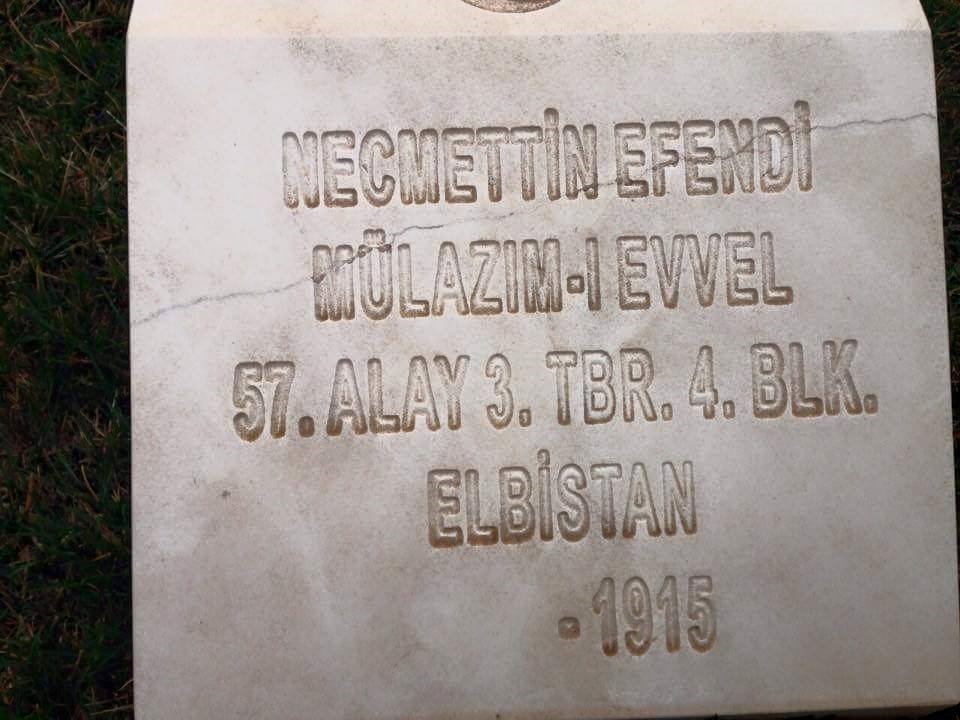 NECMETTİN EFENDİ
MÜLAZIM-I EVVEL
57. ALAY 3. TBR. 4. BLK.
ELBİSTAN
- 1915